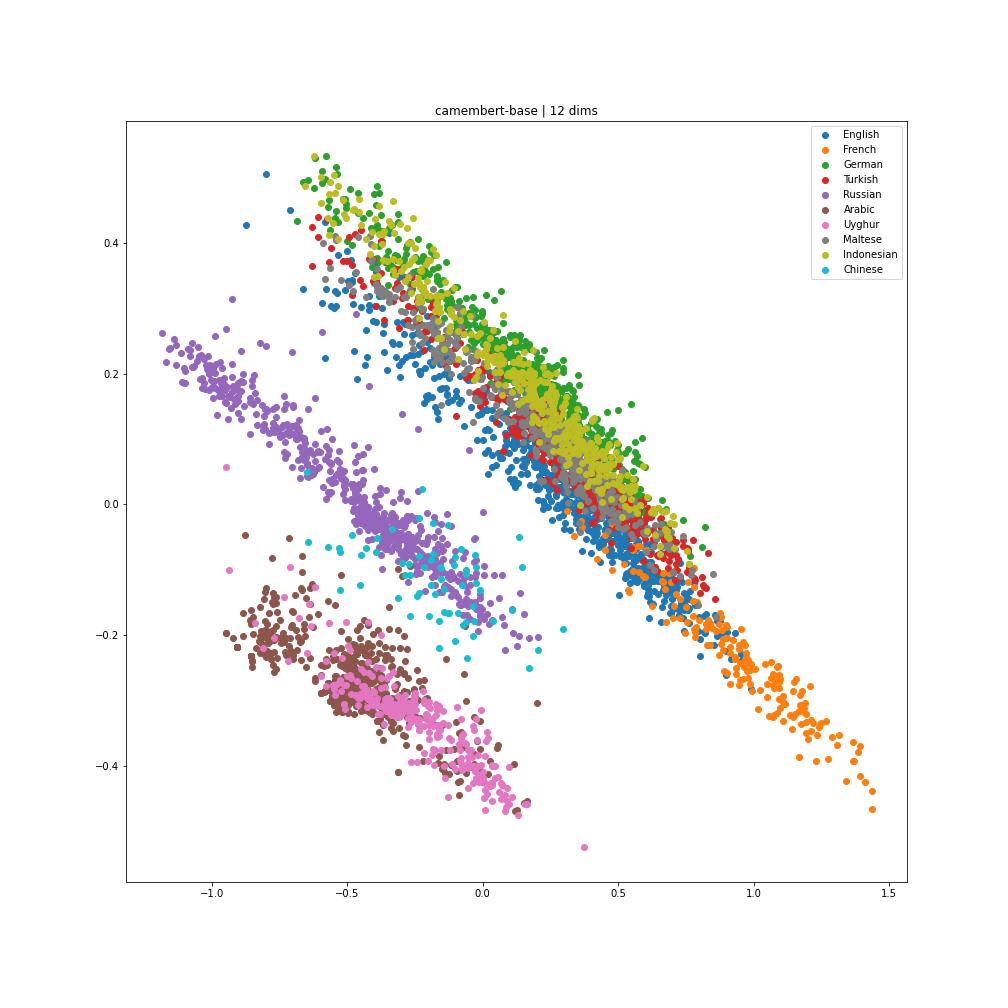 camembert-base | 12 dims
English
French
German
Turkish
Russian
Arabic
Uyghur
Maltese
Indonesian
Chinese
0.4
0.2
0.0
−0.2
−0.4
−1.0 −0.5 0.0 0.5 1.0 1.5